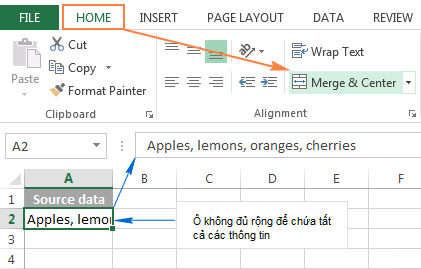 FILE HOME INSERT PAGE LAYOUT DATA REVIEW
Paste
Cut
Copy
Format Painter
Clipboard
ab
Wrap Text
Merge & Center
Alignment
A2
Apples, lemons, oranges, cherries
A B C D E F
1 Source data
2 Apples, lemon
3
Ô không đủ rộng để chứa tất
cả các thông tin